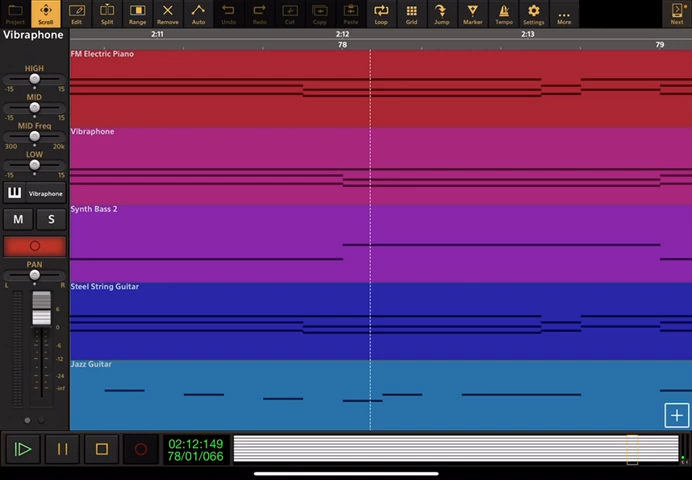 Project Scroll Edit Split Range Remove Auto Undo Redo Cut Copy Paste Loop Grid Jump Marker Tempo Settings More Next
Vibraphone
2:11 2:12 2:13
78 79
HIGH
-15 15
MID
-15 15
MID Freq
300 20k
LOW
-15 15
Vibraphone
M S
PAN
L R
6
0
-6
-12
-24
-inf
FM Electric Piano
Vibraphone
Synth Bass 2
Steel String Guitar
Jazz Guitar
02:12:149
78/01/066